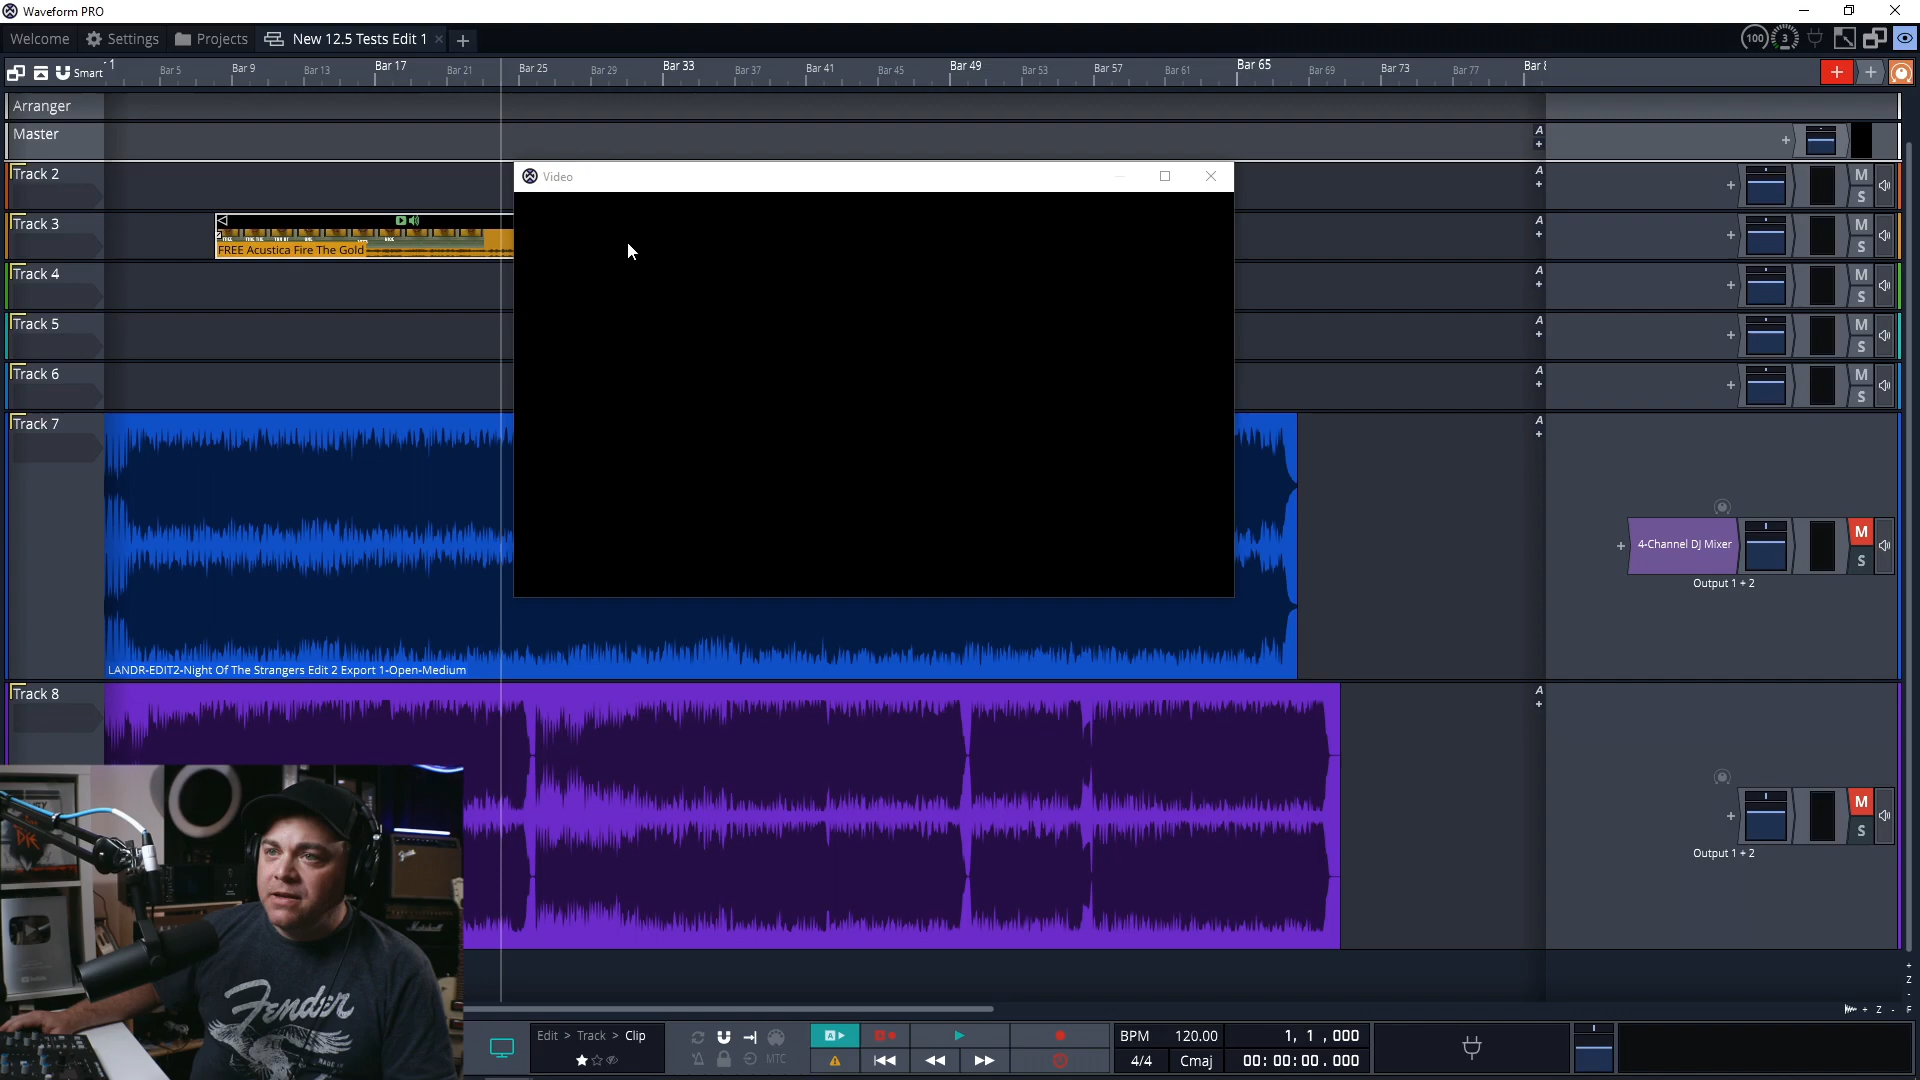 Waveform PRO
Welcome
Settings
Projects
New 12.5 Tests Edit 1
100
3
Smart
1
Bar 5
Bar 9
Bar 13
Bar 17
Bar 21
Bar 25
Bar 29
Bar 33
Bar 37
Bar 41
Bar 45
Bar 49
Bar 53
Bar 57
Bar 61
Bar 65
Bar 69
Bar 73
Bar 77
Arranger
Master
A
Track 2
A
M
S
Video
Track 3
FREE Acustica Fire The Gold
A
M
S
Track 4
A
M
S
Track 5
A
M
S
Track 6
A
M
S
Track 7
A
4-Channel DJ Mixer
M
S
Output 1 + 2
LANDR-EDIT2-Night Of The Strangers Edit 2 Export 1-Open-Medium
Track 8
A
M
S
Output 1 + 2
DIE
Fender
Marshall
Fender
Z
Z
F
Edit > Track > Clip
MTC
BPM 120.00
1, 1 ,000
4/4
Cmaj
00: 00: 00 .000